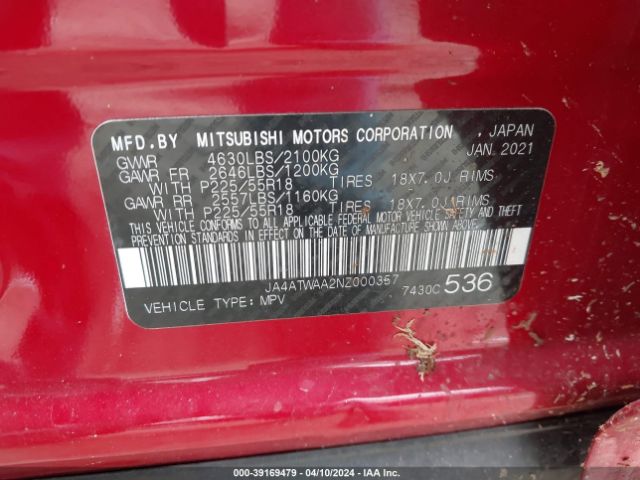 MFD.BY MITSUBISHI MOTORS CORPORATION , JAPAN
GVWR 4630LBS/2100KG JAN.2021
GAWR FR 2646LBS/1200KG
WITH P225/55R18 TIRES 18X7.0J RIMS
GAWR RR 2557LBS/1160KG
WITH P225/55R18 TIRES 18X7.0J RIMS
THIS VEHICLE CONFORMS TO ALL APPLICABLE FEDERAL MOTOR VEHICLE SAFETY AND THEFT
PREVENTION STANDARDS IN EFFECT ON THE DATE OF MANUFACTURE SHOWN ABOVE.
JA4ATWAA2NZ000357 7430C 536
VEHICLE TYPE: MPV
000-39169479 - 04/10/2024 - IAA Inc.